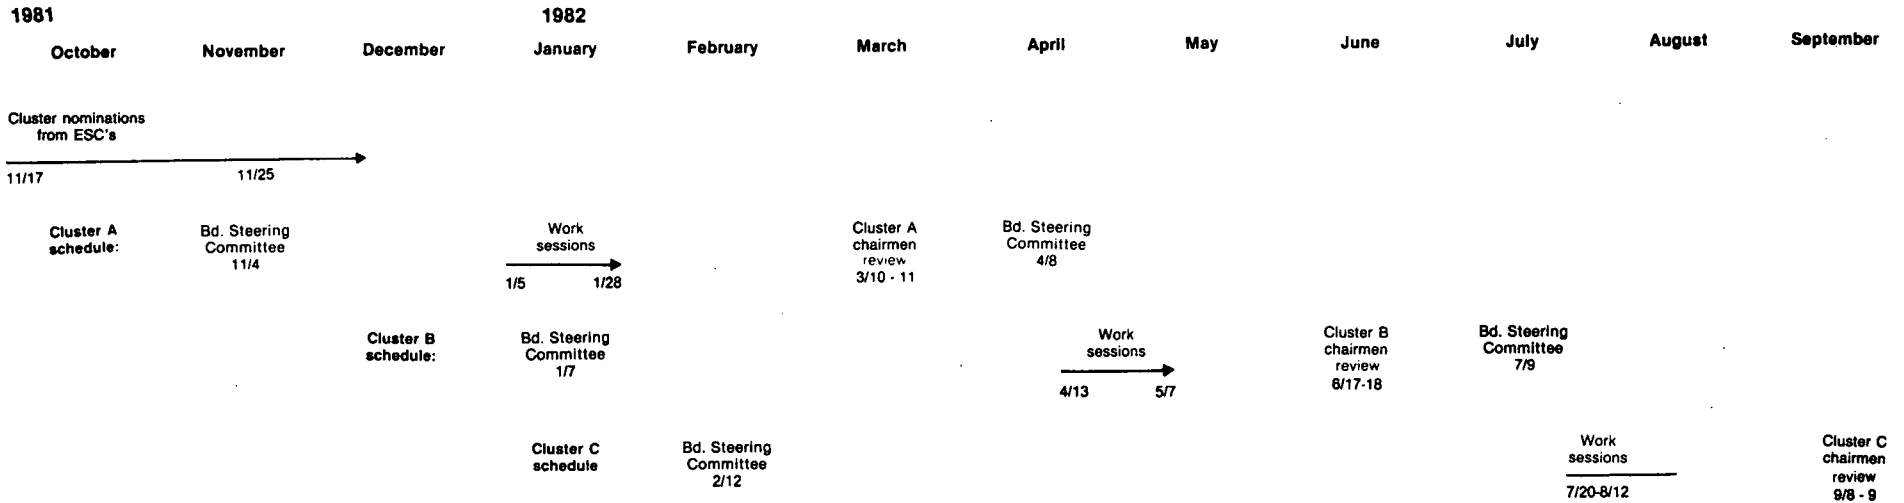 1981
1982
October November December January February March April May June July August September
Cluster nominations
from ESC's
11/17 11/25
Cluster A
schedule:
Bd. Steering
Committee
11/4
Work
sessions
1/5 1/28
Cluster A
chairmen
review
3/10 - 11
Bd. Steering
Committee
4/8
Cluster B
schedule:
Bd. Steering
Committee
1/7
Work
sessions
4/13 5/7
Cluster B
chairmen
review
6/17-18
Bd. Steering
Committee
7/9
Cluster C
schedule
Bd. Steering
Committee
2/12
Work
sessions
7/20-8/12
Cluster C
chairmen
review
9/8 - 9